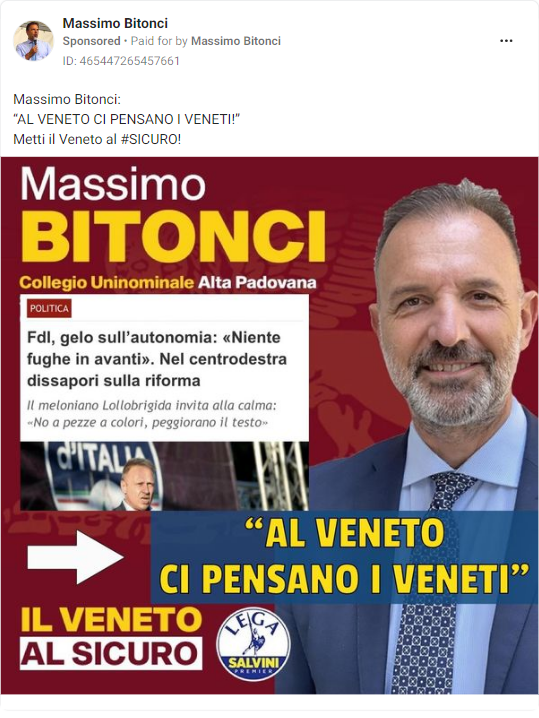 Massimo Bitonci
Sponsored • Paid for by Massimo Bitonci
ID: 465447265457661
Massimo Bitonci:
“AL VENETO CI PENSANO I VENETI!”
Metti il Veneto al #SICURO!
Massimo
BITONCI
Collegio Uninominale Alta Padovana
POLITICA
FdI, gelo sull’autonomia: «Niente
fughe in avanti». Nel centrodestra
dissapori sulla riforma
Il meloniano Lollobrigida invita alla calma:
«No a pezze a colori, peggiorano il testo»
d'ITALIA
“AL VENETO
CI PENSANO I VENETI”
IL VENETO
AL SICURO
LEGA
SALVINI
PREMIER